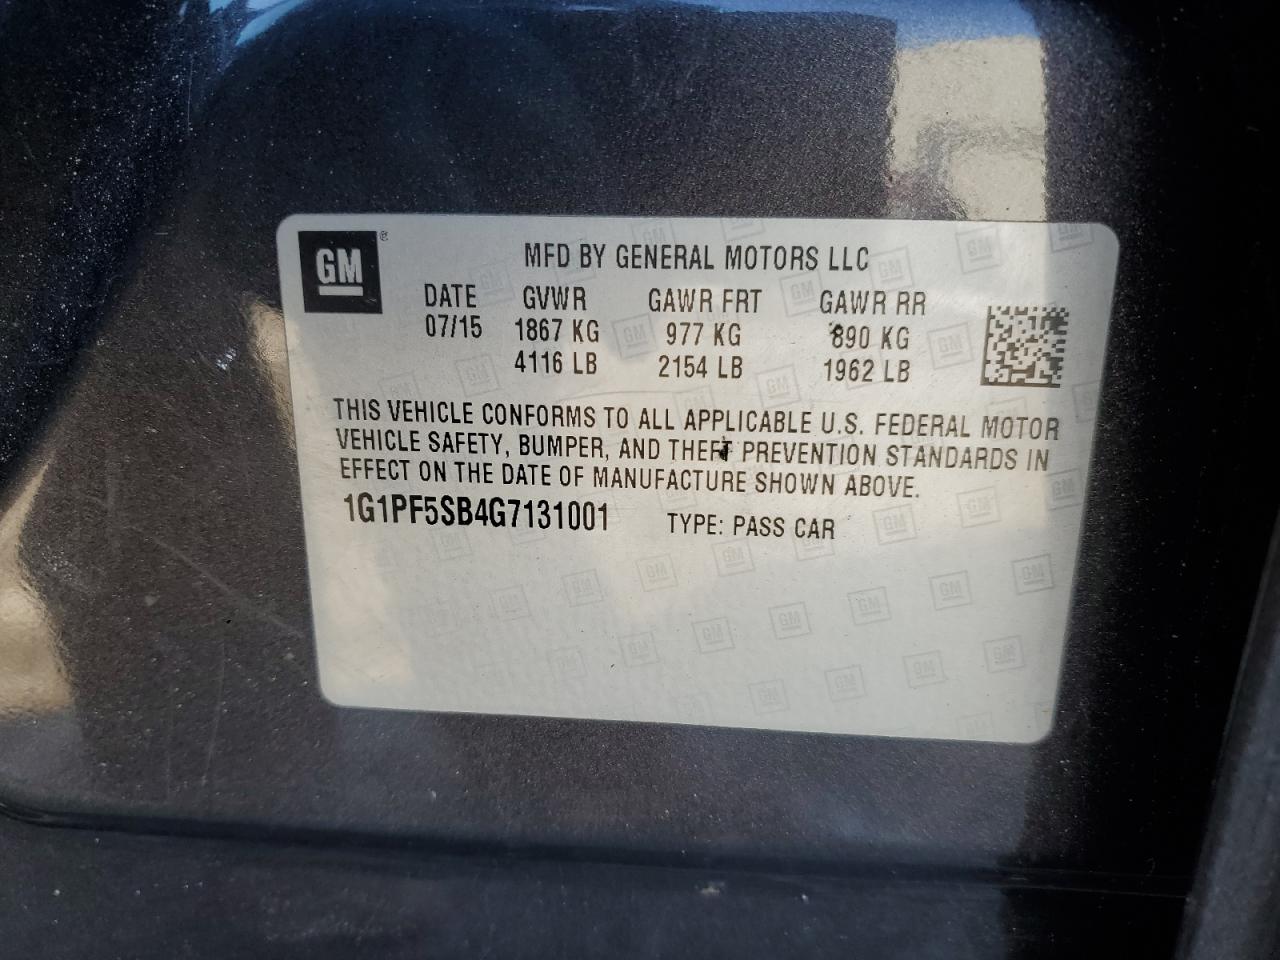 GM ®
MFD BY GENERAL MOTORS LLC
DATE GVWR GAWR FRT GAWR RR
07/15 1867 KG 977 KG 890 KG
4116 LB 2154 LB 1962 LB
THIS VEHICLE CONFORMS TO ALL APPLICABLE U.S. FEDERAL MOTOR
VEHICLE SAFETY, BUMPER, AND THEFT PREVENTION STANDARDS IN
EFFECT ON THE DATE OF MANUFACTURE SHOWN ABOVE.
1G1PF5SB4G7131001 TYPE: PASS CAR